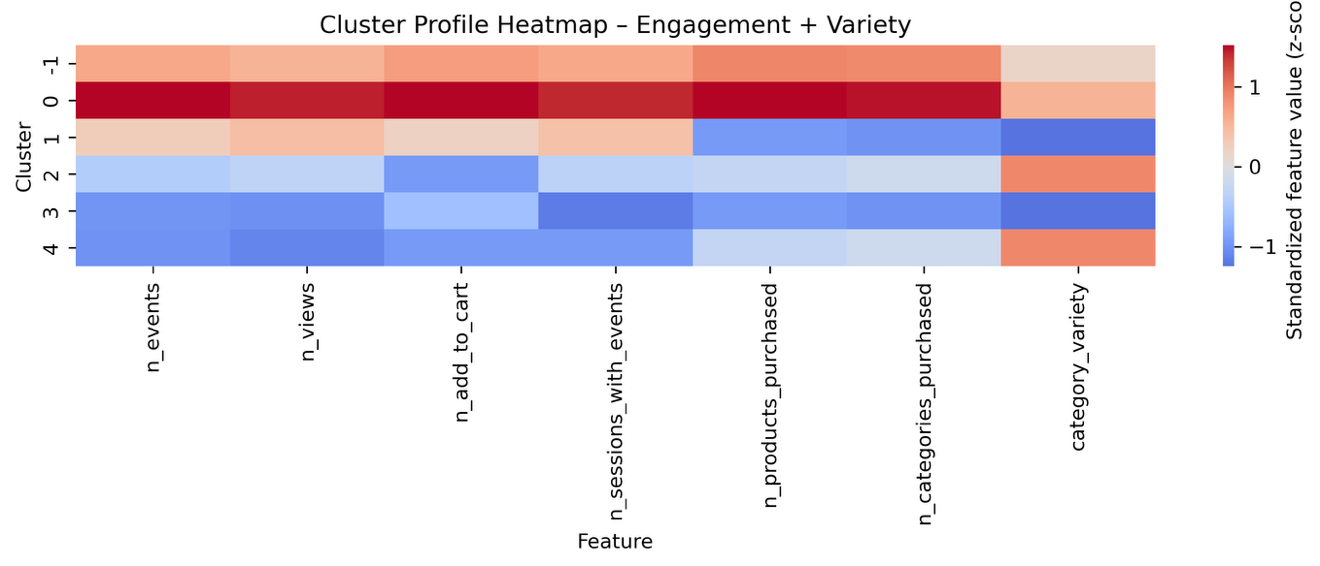 Cluster Profile Heatmap – Engagement + Variety
Cluster
-1
0
1
2
3
4
n_events
n_views
n_add_to_cart
n_sessions_with_events
n_products_purchased
n_categories_purchased
category_variety
Feature
1
0
−1
Standardized feature value (z-sco